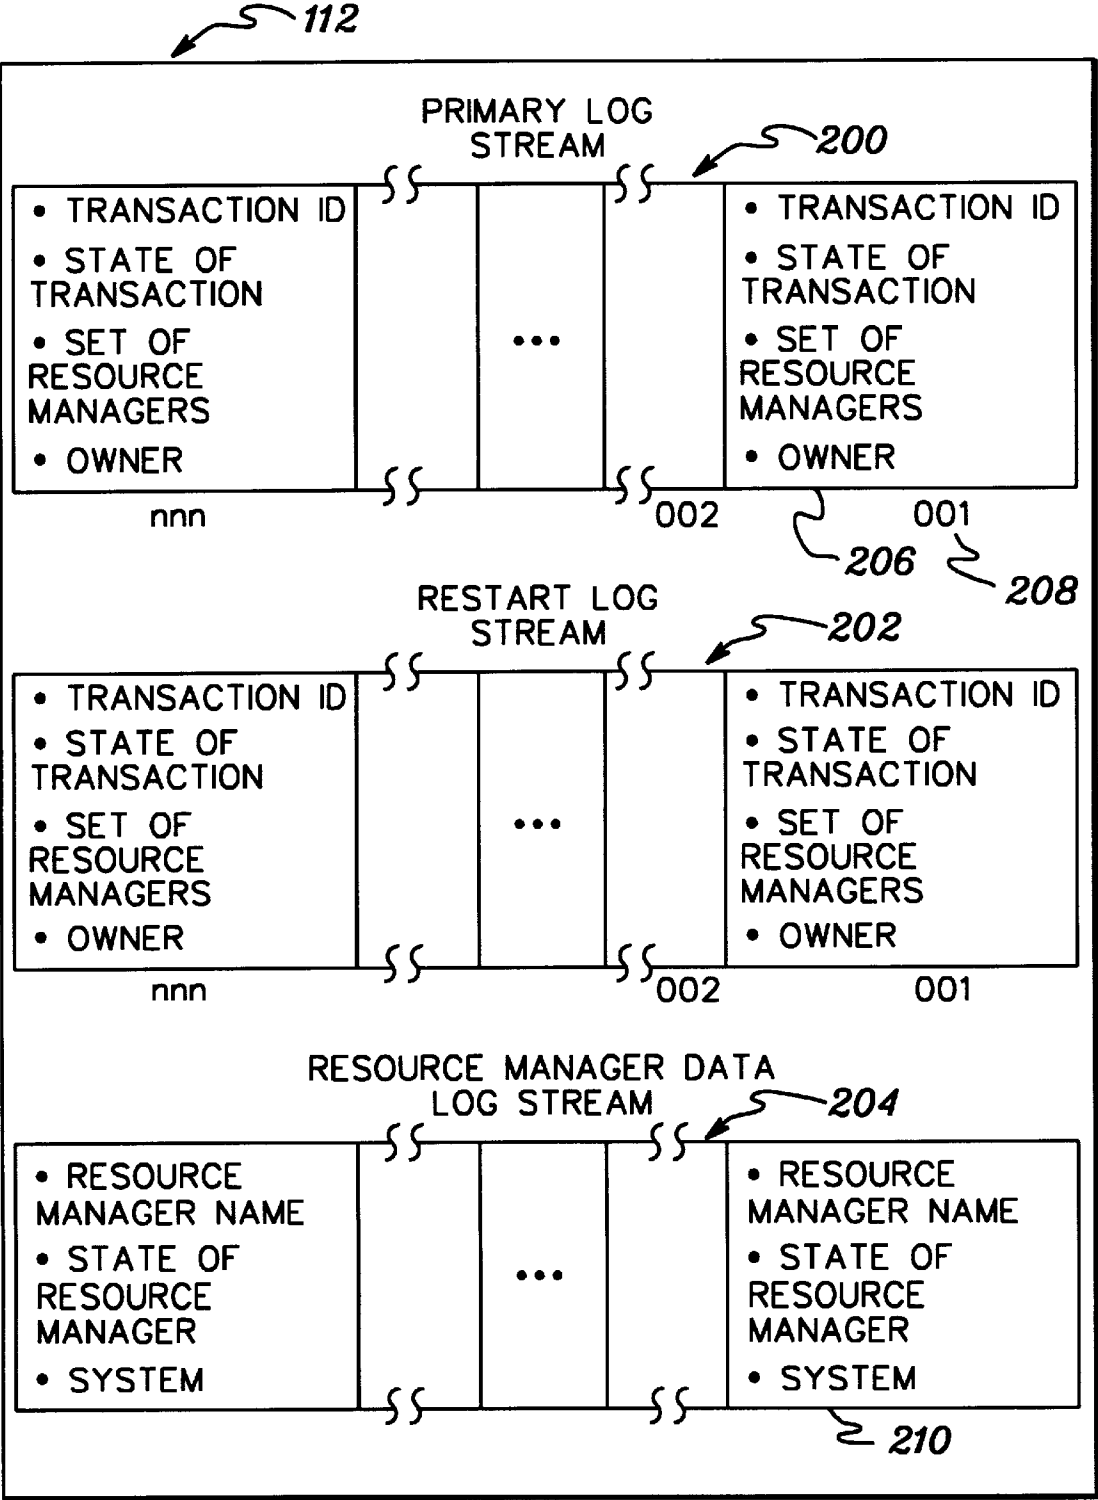 112
PRIMARY LOG
STREAM
200
• TRANSACTION ID
• STATE OF
TRANSACTION
• SET OF
RESOURCE
MANAGERS
• OWNER
...
• TRANSACTION ID
• STATE OF
TRANSACTION
• SET OF
RESOURCE
MANAGERS
• OWNER
nnn
002
001
206
208
RESTART LOG
STREAM
202
• TRANSACTION ID
• STATE OF
TRANSACTION
• SET OF
RESOURCE
MANAGERS
• OWNER
...
• TRANSACTION ID
• STATE OF
TRANSACTION
• SET OF
RESOURCE
MANAGERS
• OWNER
nnn
002
001
RESOURCE MANAGER DATA
LOG STREAM
204
• RESOURCE
MANAGER NAME
• STATE OF
RESOURCE
MANAGER
• SYSTEM
...
• RESOURCE
MANAGER NAME
• STATE OF
RESOURCE
MANAGER
• SYSTEM
210